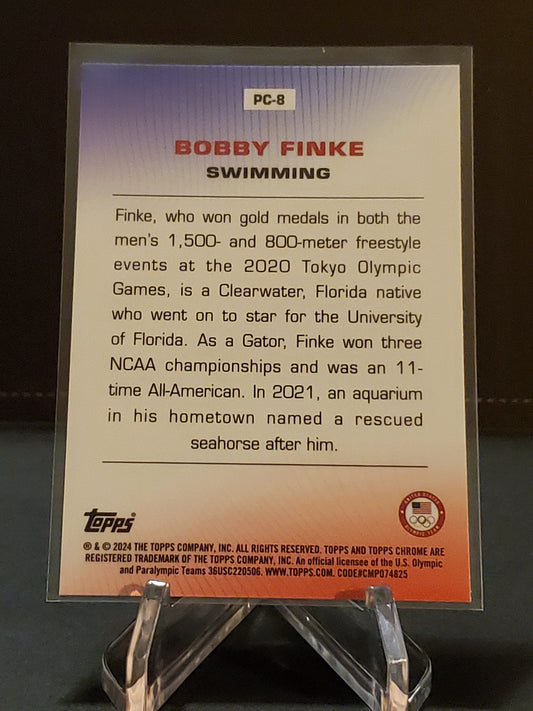 PC-8
BOBBY FINKE
SWIMMING
Finke, who won gold medals in both the
men's 1,500- and 800-meter freestyle
events at the 2020 Tokyo Olympic
Games, is a Clearwater, Florida native
who went on to star for the University
of Florida. As a Gator, Finke won three
NCAA championships and was an 11-
time All-American. In 2021, an aquarium
in his hometown named a rescued
seahorse after him.
topps
UNITED STATES
OLYMPIC TEAM
® & © 2024 THE TOPPS COMPANY, INC. ALL RIGHTS RESERVED. TOPPS AND TOPPS CHROME ARE
REGISTERED TRADEMARK OF THE TOPPS COMPANY, INC. An official licensee of the U.S. Olympic
and Paralympic Teams 36USC220506. WWW.TOPPS.COM. CODE#CMP074825